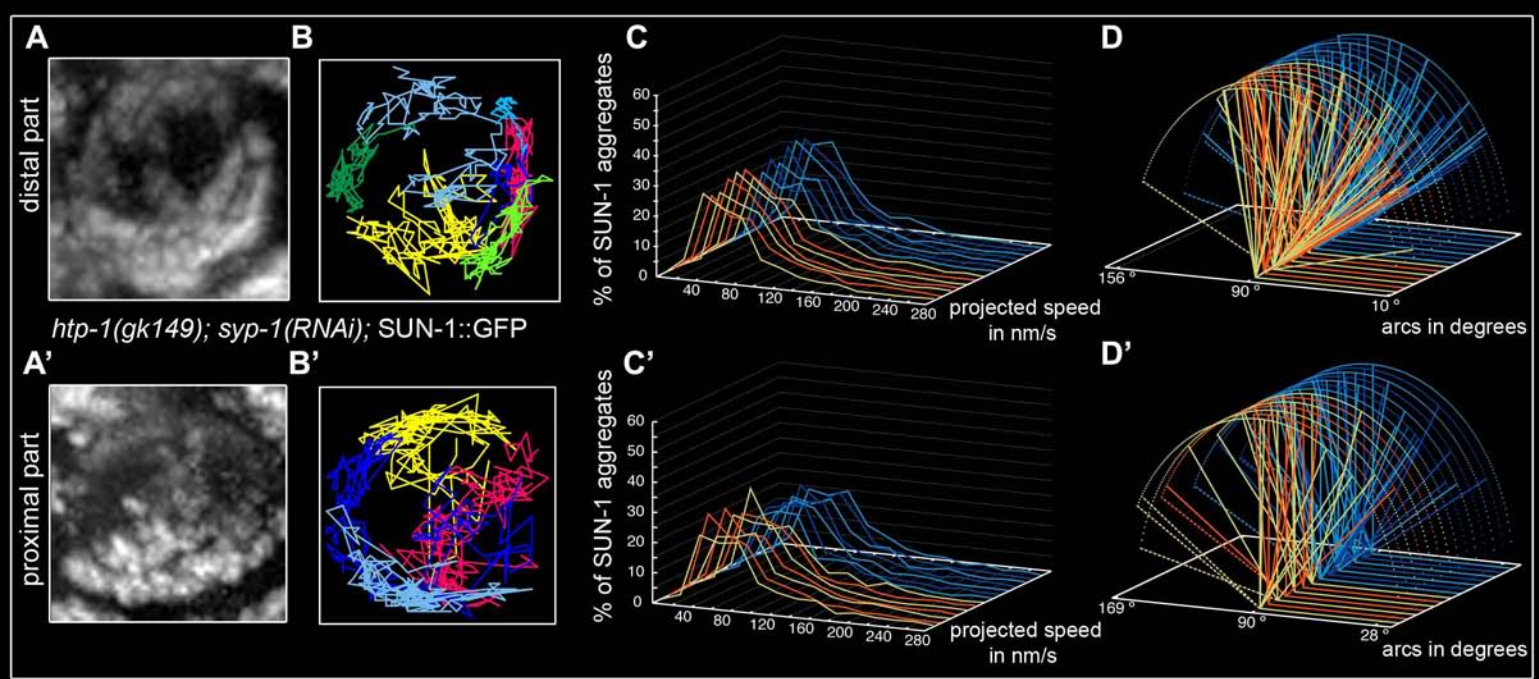 A
B
C
D
distal part
% of SUN-1 aggregates
60
50
40
30
20
10
0
40
80
120
160
200
240
280
projected speed
in nm/s
156 °
90 °
10 °
arcs in degrees
htp-1(gk149); syp-1(RNAi); SUN-1::GFP
A'
B'
C'
D'
proximal part
% of SUN-1 aggregates
60
50
40
30
20
10
0
40
80
120
160
200
240
280
projected speed
in nm/s
169 °
90 °
28 °
arcs in degrees